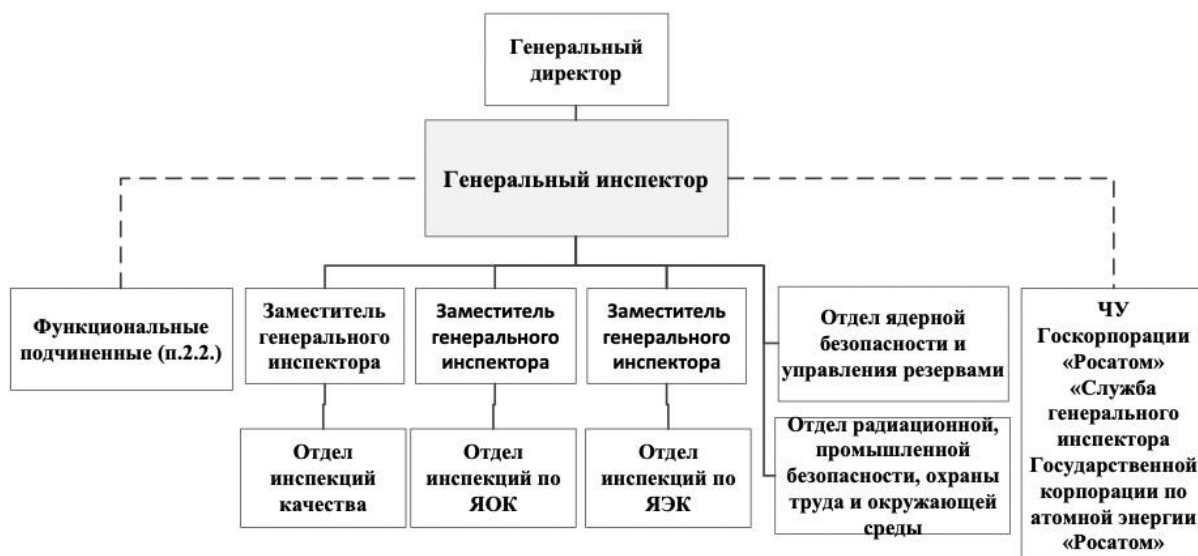 Генеральный
директор
Генеральный инспектор
Функциональные
подчиненные (п.2.2.)
Заместитель
генерального
инспектора
Заместитель
генерального
инспектора
Заместитель
генерального
инспектора
Отдел ядерной
безопасности и
управления резервами
ЧУ
Госкорпорации
«Росатом»
«Служба
генерального
инспектора
Государственной
корпорации по
атомной энергии
«Росатом»
Отдел
инспекций
качества
Отдел
инспекций по
ЯОК
Отдел
инспекций по
ЯЭК
Отдел радиационной,
промышленной
безопасности, охраны
труда и окружающей
среды